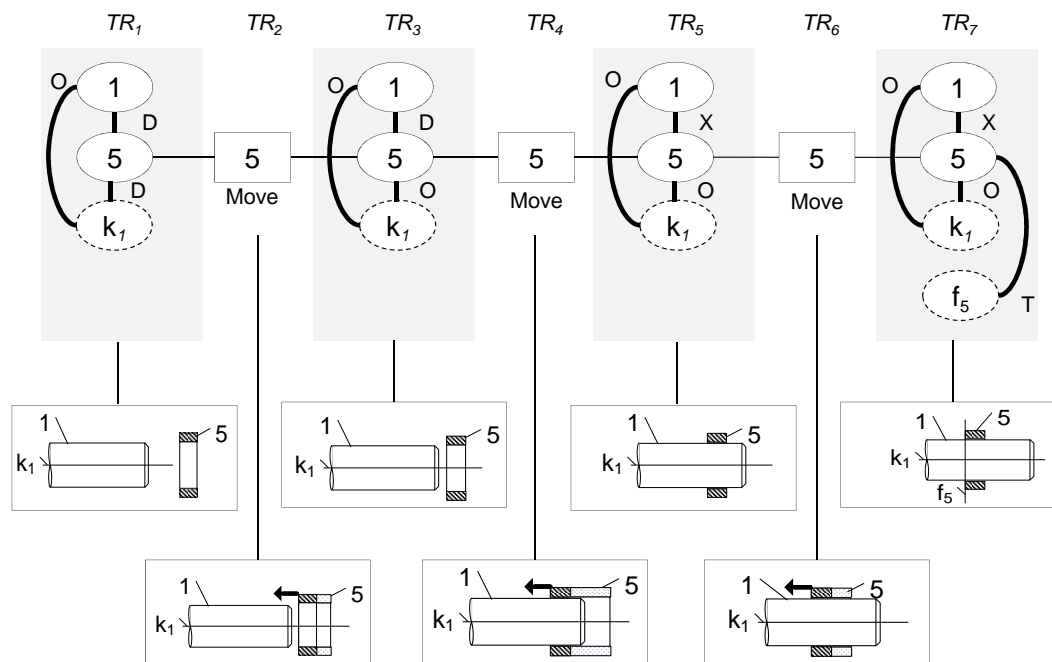 TR1 TR2 TR3 TR4 TR5 TR6 TR7
O 1 O 1 O 1 O 1
D D X X
5 5 5 5 5 5 5
D Move O Move O Move O
k1 k1 k1 k1
f5 T
1 5 1 5 1 5 1 5
k1 k1 k1 k1
f5
1 5 1 5 1 5
k1 k1 k1